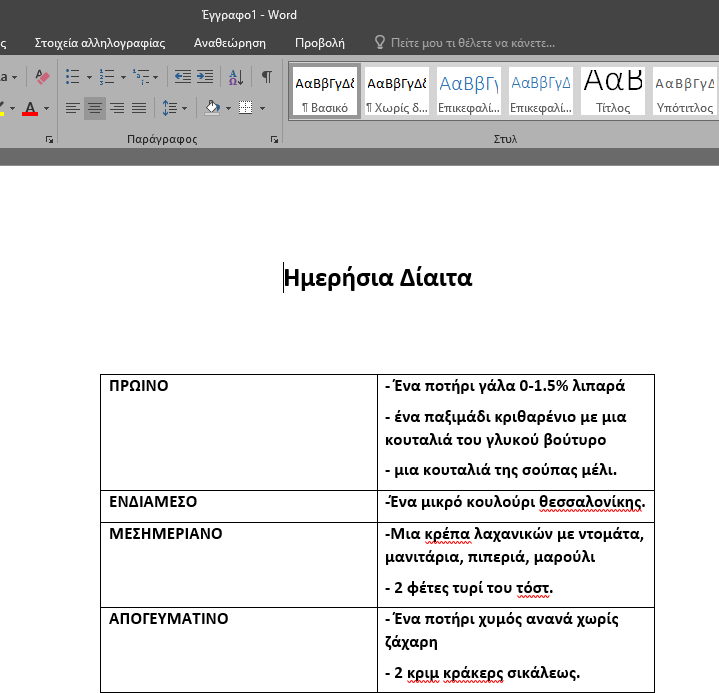 Έγγραφο1 - Word
ς Στοιχεία αλληλογραφίας Αναθεώρηση Προβολή Πείτε μου τι θέλετε να κάνετε...
ΑαΒβΓγΔδ ΑαΒβΓγΔδ ΑαΒβΓγ ΑαΒβΓγΔ ΑαΒ ΑαΒβΓγΔ
¶ Βασικό ¶ Χωρίς δ... Επικεφαλί... Επικεφαλί... Τίτλος Υπότιτλος
Παράγραφος Στυλ
Ημερήσια Δίαιτα
ΠΡΩΙΝΟ
- Ένα ποτήρι γάλα 0-1.5% λιπαρά
- ένα παξιμάδι κριθαρένιο με μια
κουταλιά του γλυκού βούτυρο
- μια κουταλιά της σούπας μέλι.
ΕΝΔΙΑΜΕΣΟ
-Ένα μικρό κουλούρι θεσσαλονίκης.
ΜΕΣΗΜΕΡΙΑΝΟ
-Μια κρέπα λαχανικών με ντομάτα,
μανιτάρια, πιπεριά, μαρούλι
- 2 φέτες τυρί του τόστ.
ΑΠΟΓΕΥΜΑΤΙΝΟ
- Ένα ποτήρι χυμός ανανά χωρίς
ζάχαρη
- 2 κριμ κράκερς σικάλεως.